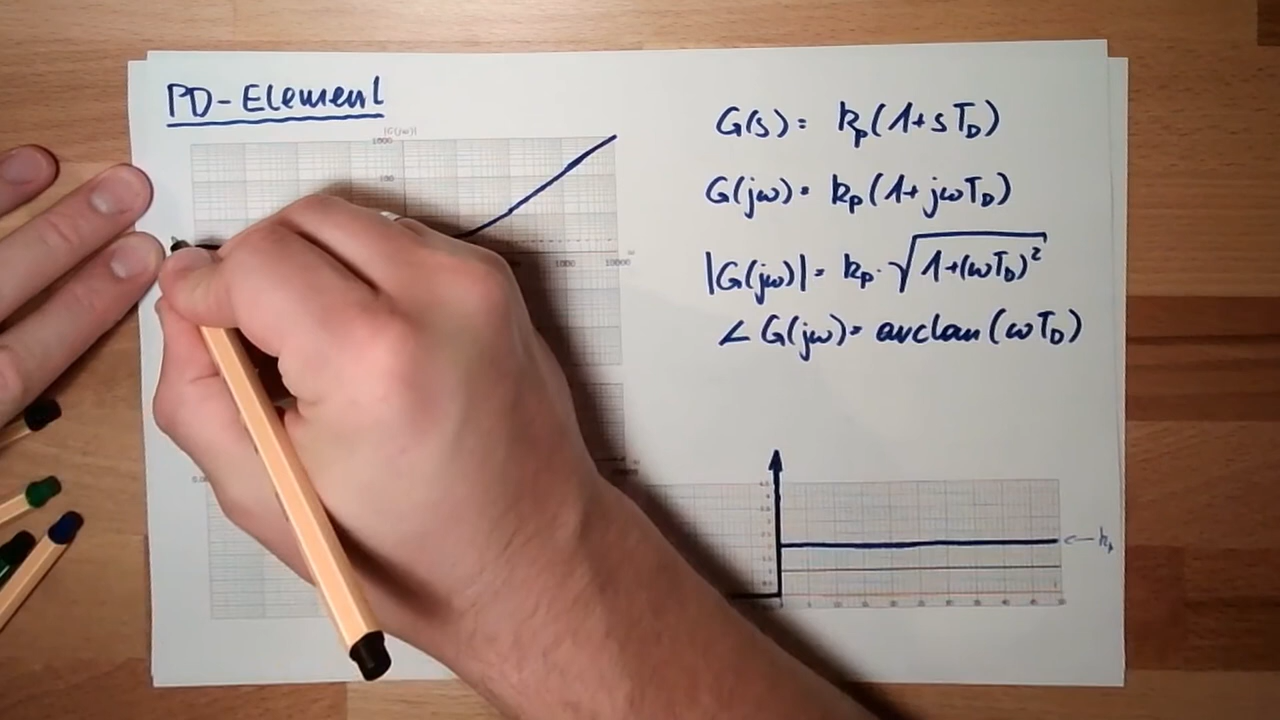 PD-Element
|G(jω)|
1000
100
1000 10000
G(s) = kp(1+sTD)
G(jω) = kp(1+jωTD)
|G(jω)| = kp·√1+(ωTD)²
∠ G(jω) = arctan(ωTD)
← kp